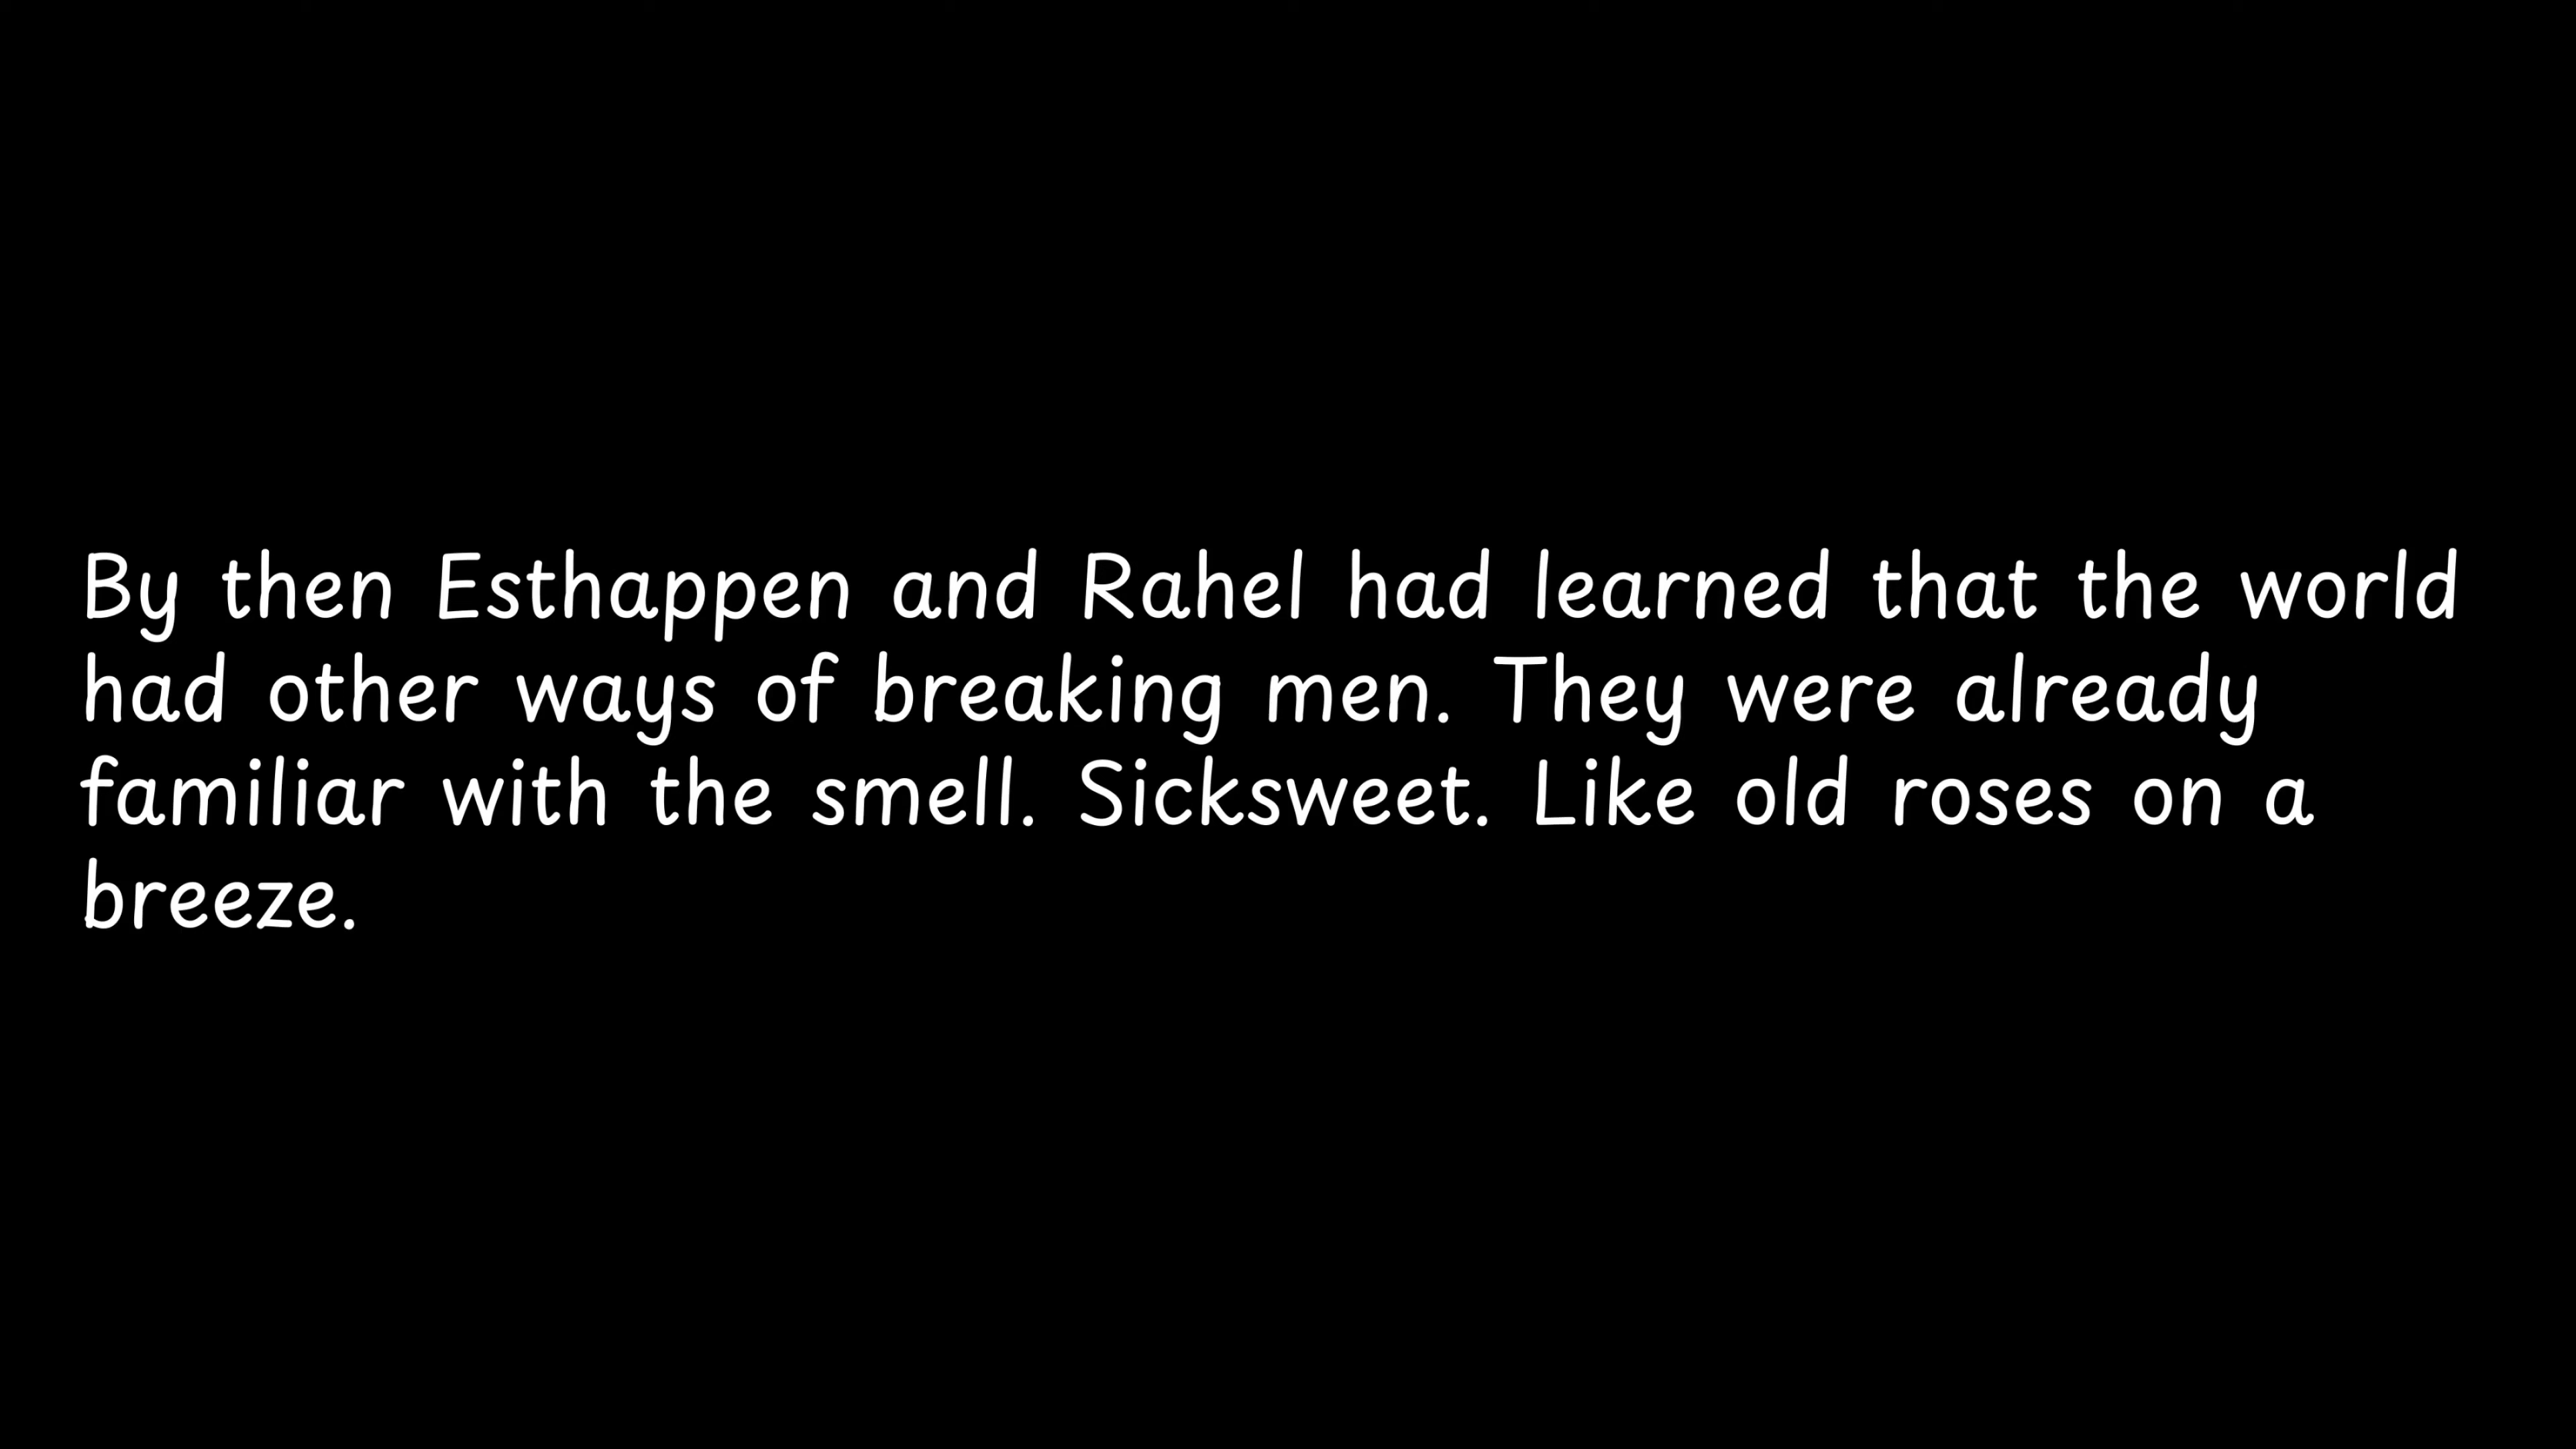 By then Esthappen and Rahel had learned that the world
had other ways of breaking men. They were already
familiar with the smell. Sicksweet. Like old roses on a
breeze.